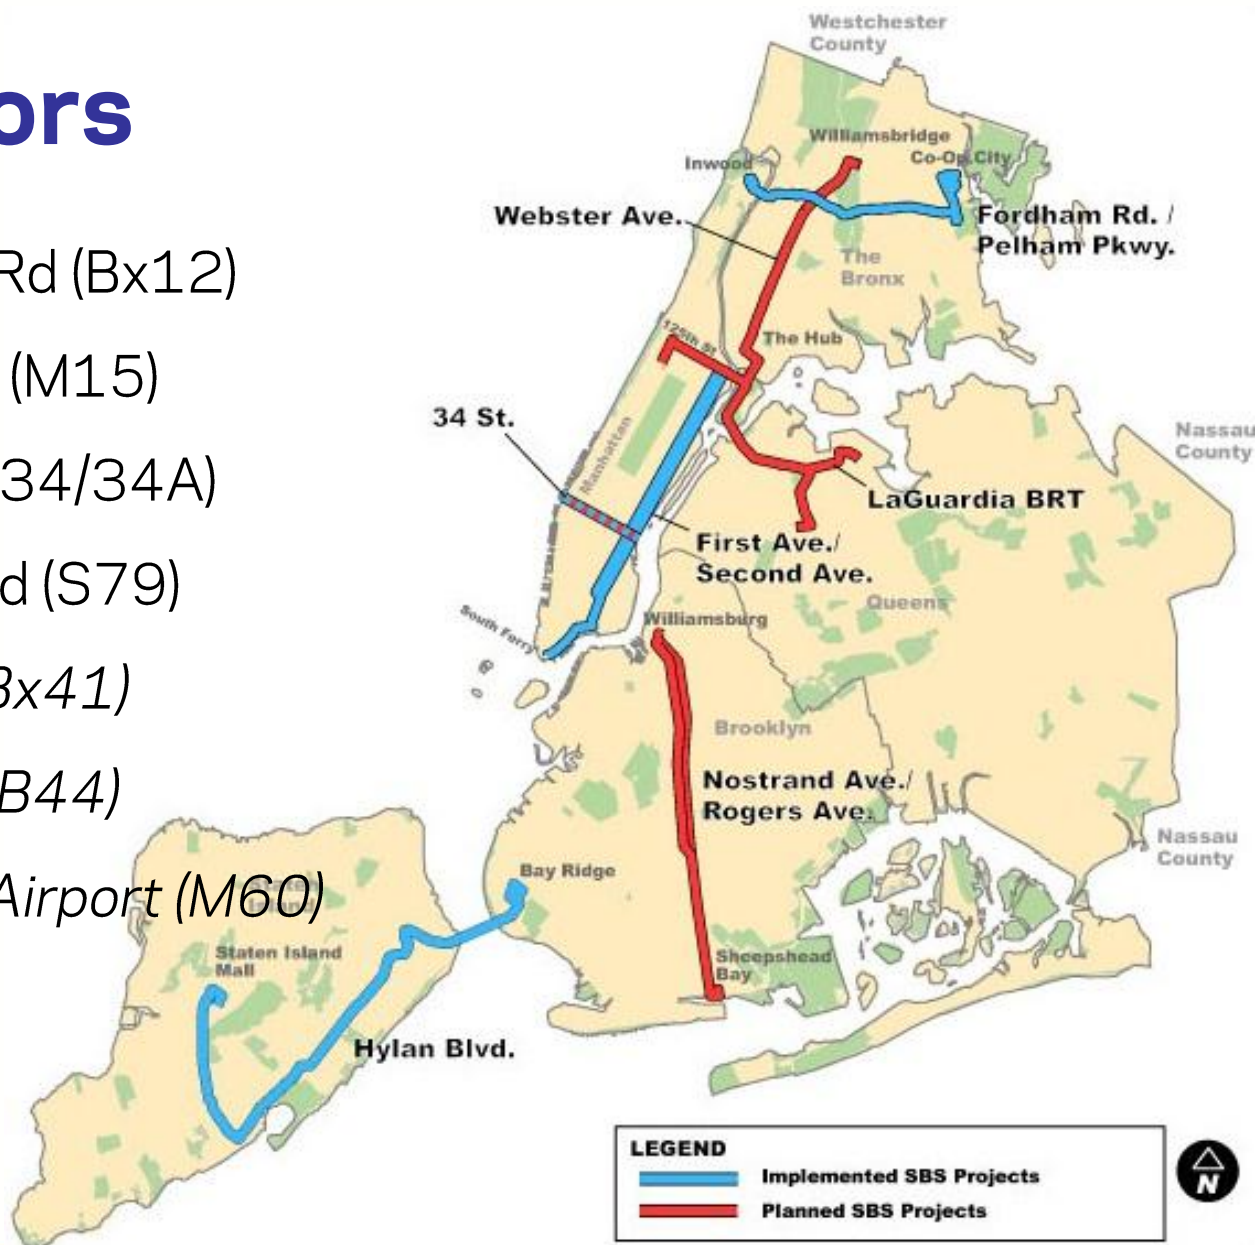 ors
Rd (Bx12)
(M15)
34/34A)
d (S79)
Bx41)
B44)
Airport (M60)
Westchester
County
Williamsbridge
Inwood
Co-Op City
Webster Ave.
Fordham Rd. /
Pelham Pkwy.
The
Bronx
125th St
The Hub
34 St.
Manhattan
Nassau
County
LaGuardia BRT
First Ave./
Second Ave.
Queens
South Ferry
Williamsburg
Brooklyn
Nostrand Ave./
Rogers Ave.
Nassau
County
Bay Ridge
Staten
Island
Staten Island
Mall
Sheepshead
Bay
Hylan Blvd.
LEGEND
Implemented SBS Projects
Planned SBS Projects
N